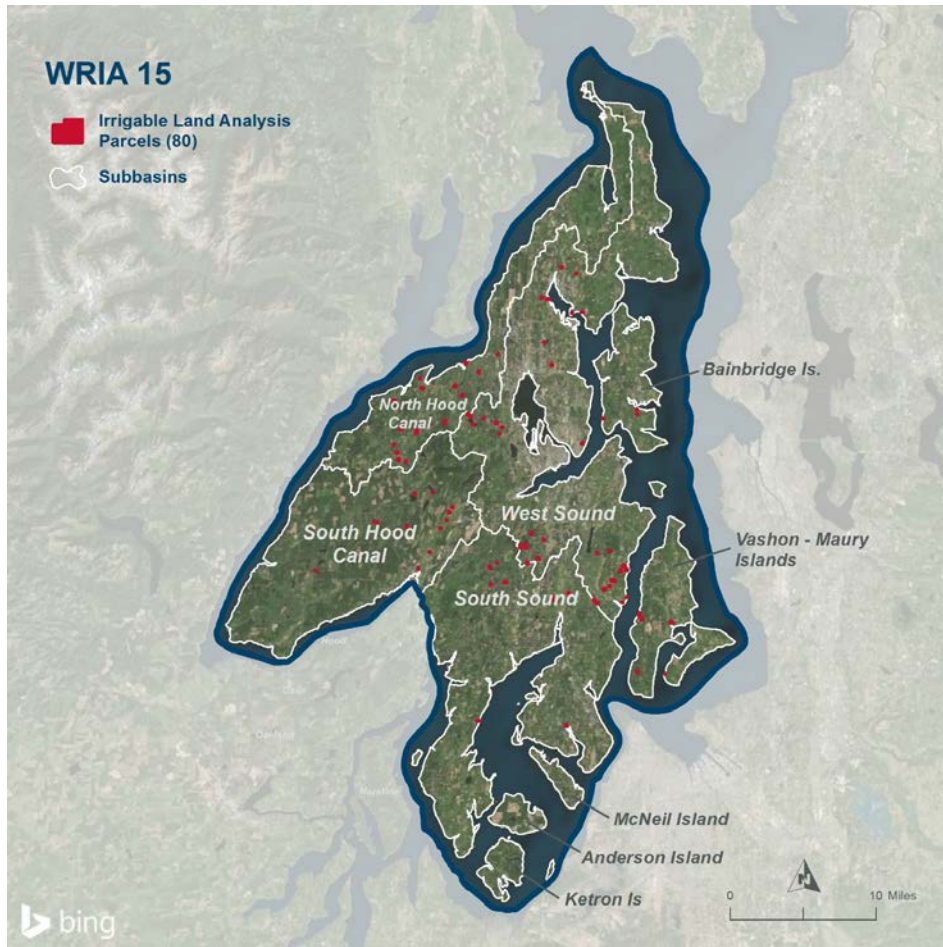 WRIA 15
Irrigable Land Analysis
Parcels (80)
Subbasins
Bainbridge Is.
North Hood
Canal
West Sound
South Hood
Canal
Vashon - Maury
Islands
South Sound
McNeil Island
Anderson Island
Ketron Is
N
0
10 Miles
bing